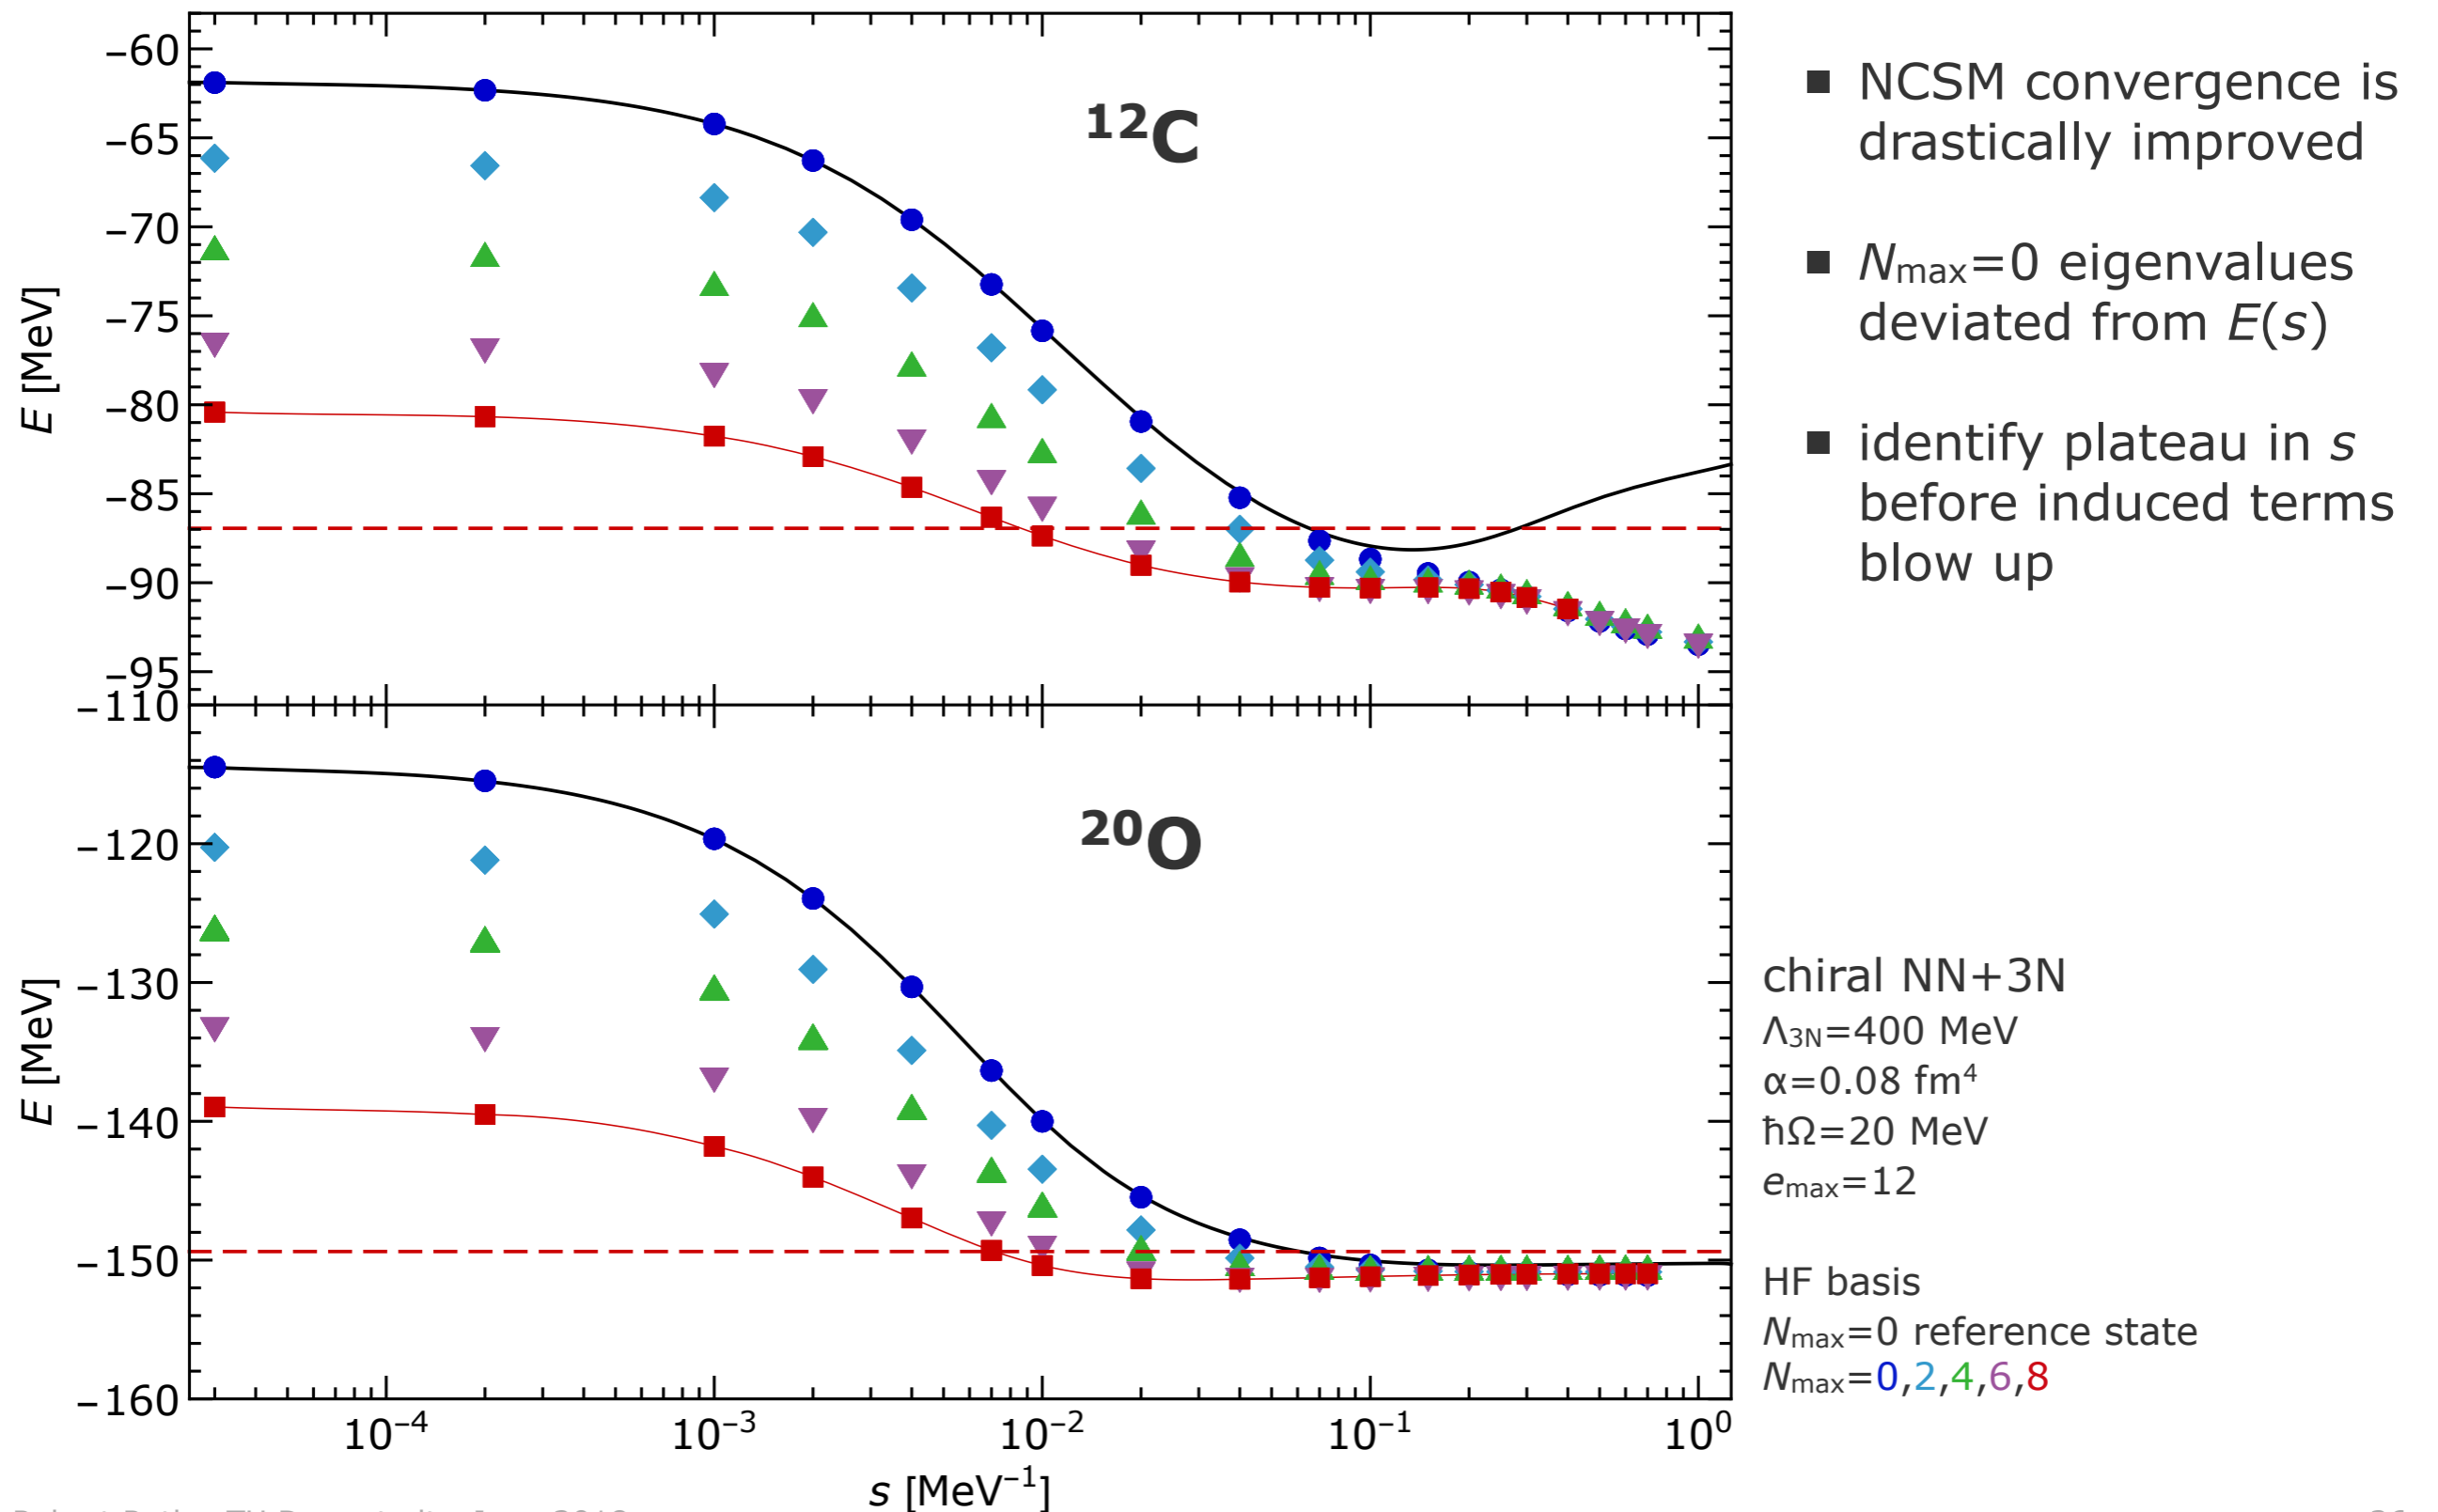 −60
−65
−70
−75
−80
−85
−90
−95
E [MeV]
¹²C
−110
−120
−130
−140
−150
−160
E [MeV]
²⁰O
10⁻⁴ 10⁻³ 10⁻² 10⁻¹ 10⁰
s [MeV⁻¹]
■ NCSM convergence is
drastically improved
■ Nmax=0 eigenvalues
deviated from E(s)
■ identify plateau in s
before induced terms
blow up
chiral NN+3N
Λ3N=400 MeV
α=0.08 fm⁴
ħΩ=20 MeV
emax=12
HF basis
Nmax=0 reference state
Nmax=0,2,4,6,8